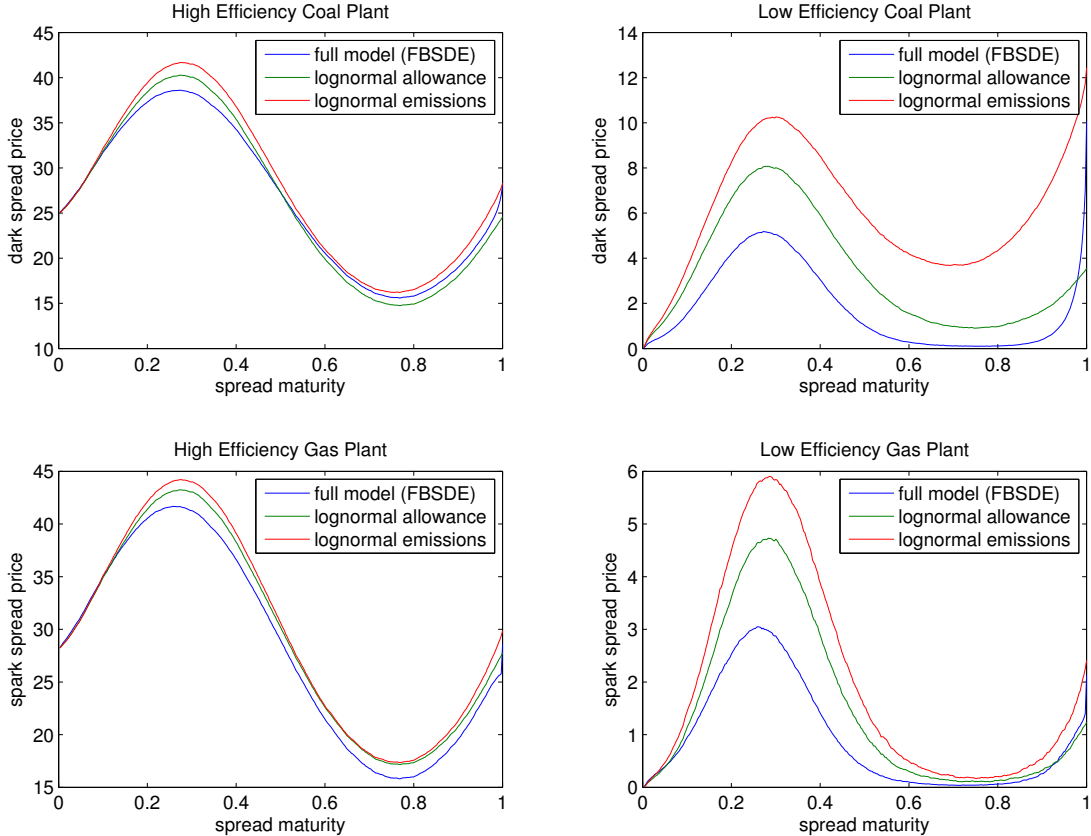 High Efficiency Coal Plant
45
40
35
30
25
20
15
10
dark spread price
full model (FBSDE)
lognormal allowance
lognormal emissions
0
0.2
0.4
0.6
0.8
1
spread maturity
Low Efficiency Coal Plant
14
12
10
8
6
4
2
0
dark spread price
full model (FBSDE)
lognormal allowance
lognormal emissions
0
0.2
0.4
0.6
0.8
1
spread maturity
High Efficiency Gas Plant
45
40
35
30
25
20
15
spark spread price
full model (FBSDE)
lognormal allowance
lognormal emissions
0
0.2
0.4
0.6
0.8
1
spread maturity
Low Efficiency Gas Plant
6
5
4
3
2
1
0
spark spread price
full model (FBSDE)
lognormal allowance
lognormal emissions
0
0.2
0.4
0.6
0.8
1
spread maturity